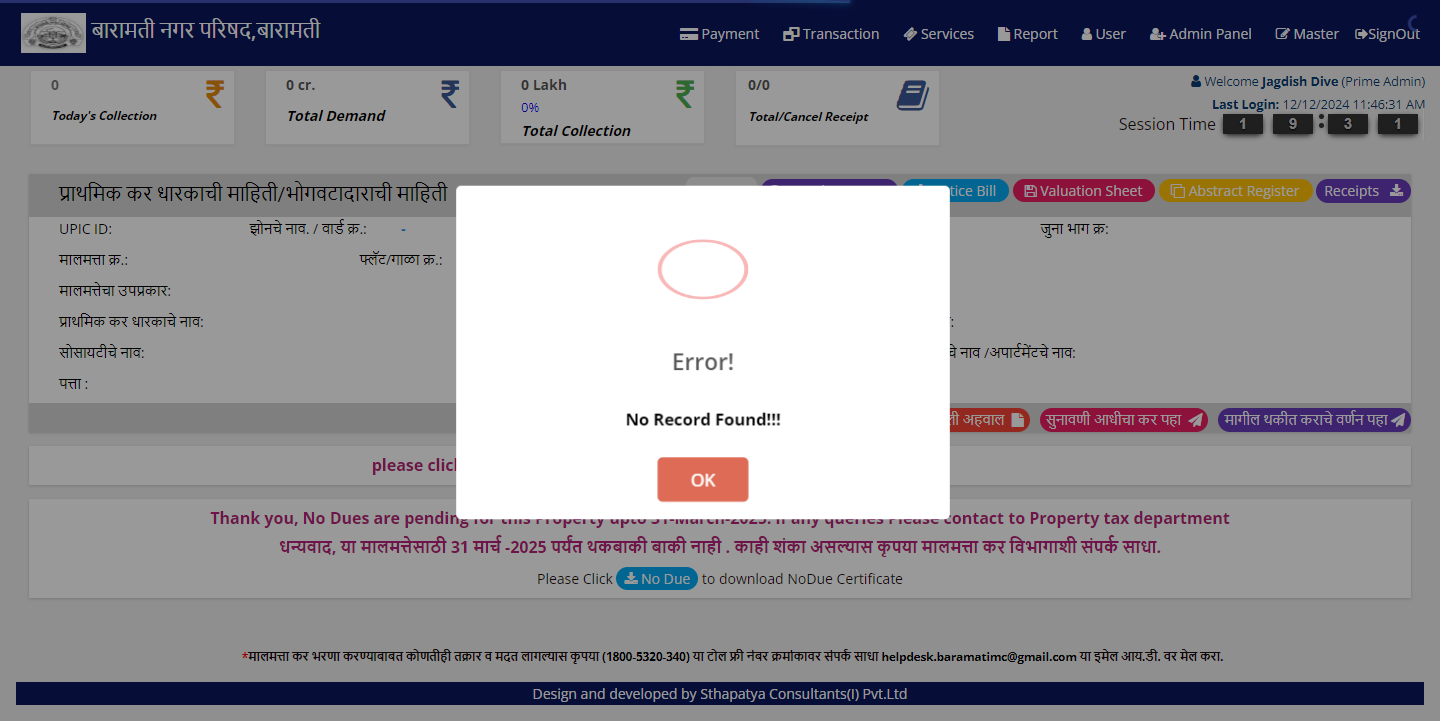 बारामती नगर परिषद,बारामती
Payment Transaction Services Report User Admin Panel Master SignOut
0
Today's Collection
0 cr.
Total Demand
0 Lakh
0%
Total Collection
0/0
Total/Cancel Receipt
Welcome Jagdish Dive (Prime Admin)
Last Login: 12/12/2024 11:46:31 AM
Session Time 1 9 : 3 1
प्राथमिक कर धारकाची माहिती/भोगवटादाराची माहिती
Bill Valuation Sheet Abstract Register Receipts
UPIC ID: झोनचे नाव. / वार्ड क्र.: - जुना भाग क्र:
मालमत्ता क्र.: फ्लॅट/गाळा क्र.:
मालमत्तेचा उपप्रकार:
प्राथमिक कर धारकाचे नाव:
सोसायटीचे नाव: नाव /अपार्टमेंटचे नाव:
पत्ता :
Error!
No Record Found!!!
OK
अहवाल सुनावणी आधीचा कर पहा मागील थकीत कराचे वर्णन पहा
please
Thank you, No Dues are pending for this Property upto 31-March-2025. If any queries Please contact to Property tax department
धन्यवाद, या मालमत्तेसाठी 31 मार्च -2025 पर्यंत थकबाकी बाकी नाही . काही शंका असल्यास कृपया मालमत्ता कर विभागाशी संपर्क साधा.
Please Click No Due to download NoDue Certificate
*मालमत्ता कर भरणा करण्याबाबत कोणतीही तक्रार व मदत लागल्यास कृपया (1800-5320-340) या टोल फ्री नंबर क्रमांकावर संपर्क साधा helpdesk.baramatimc@gmail.com या इमेल आय.डी. वर मेल करा.
Design and developed by Sthapatya Consultants(I) Pvt.Ltd